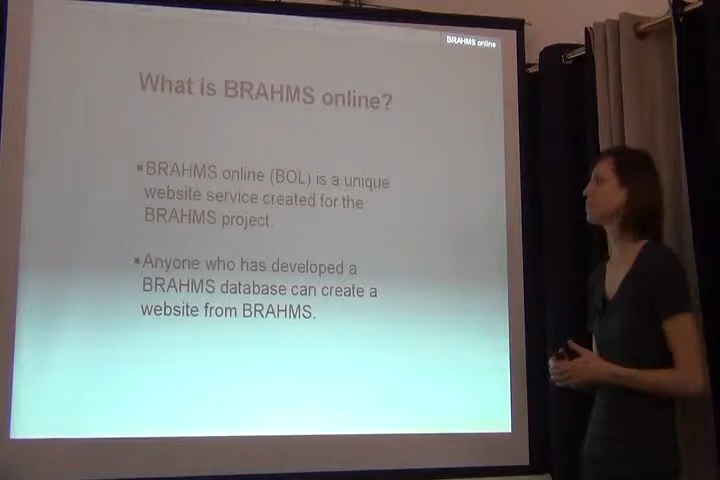 BRAHMS online
What is BRAHMS online?
▪BRAHMS online (BOL) is a unique
website service created for the
BRAHMS project.
▪Anyone who has developed a
BRAHMS database can create a
website from BRAHMS.